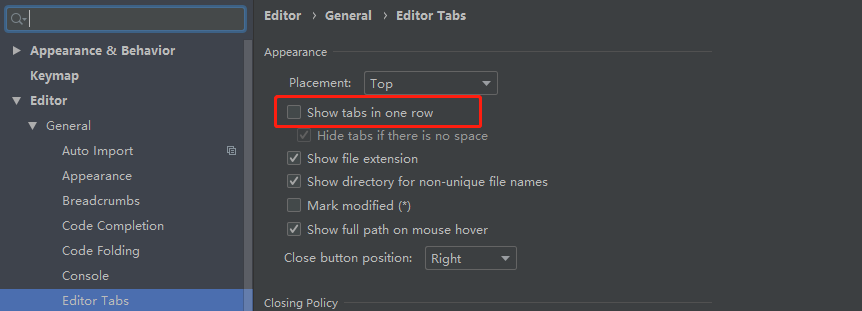 Appearance & Behavior
Keymap
Editor
General
Auto Import
Appearance
Breadcrumbs
Code Completion
Code Folding
Console
Editor Tabs
Editor › General › Editor Tabs
Appearance
Placement: Top
Show tabs in one row
Hide tabs if there is no space
Show file extension
Show directory for non-unique file names
Mark modified (*)
Show full path on mouse hover
Close button position: Right
Closing Policy